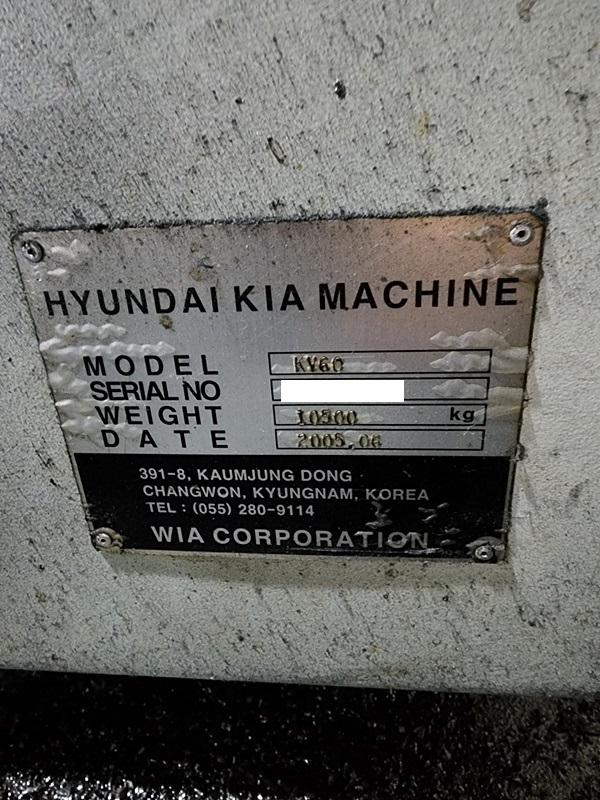 HYUNDAI KIA MACHINE
MODEL KV60
SERIAL NO
WEIGHT 10500 kg
DATE 2005.06
391-8, KAUMJUNG DONG
CHANGWON, KYUNGNAM, KOREA
TEL : (055) 280-9114
WIA CORPORATION